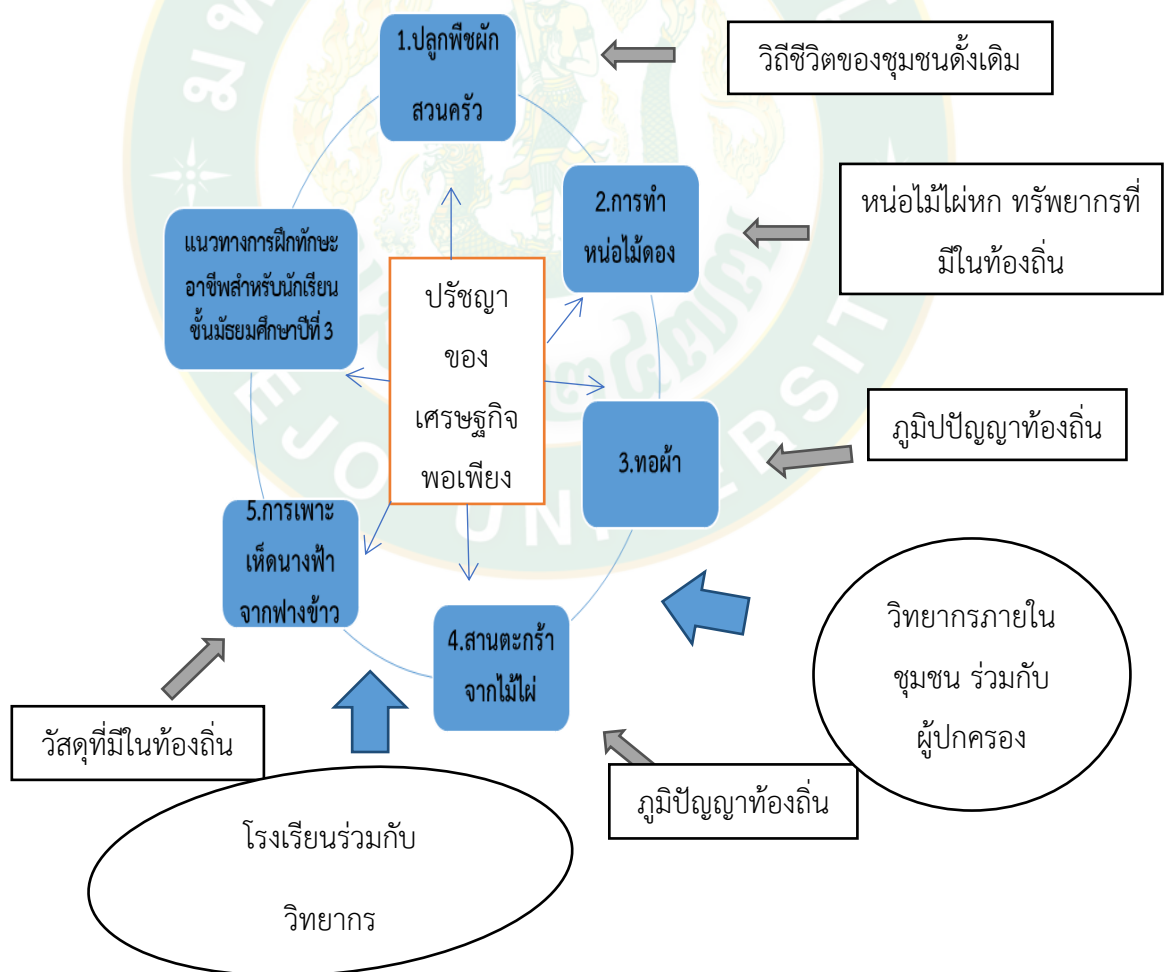 1.ปลูกพืชผัก
สวนครัว
วิถีชีวิตของชุมชนดั้งเดิม
2.การทำ
หน่อไม้ดอง
หน่อไม้ไผ่หก ทรัพยากรที่
มีในท้องถิ่น
แนวทางการฝึกทักษะ
อาชีพสำหรับนักเรียน
ชั้นมัธยมศึกษาปีที่ 3
ปรัชญา
ของ
เศรษฐกิจ
พอเพียง
3.ทอผ้า
ภูมิปปัญญาท้องถิ่น
5.การเพาะ
เห็ดนางฟ้า
จากฟางข้าว
4.สานตะกร้า
จากไม้ไผ่
วิทยากรภายใน
ชุมชน ร่วมกับ
ผู้ปกครอง
วัสดุที่มีในท้องถิ่น
ภูมิปัญญาท้องถิ่น
โรงเรียนร่วมกับ
วิทยากร